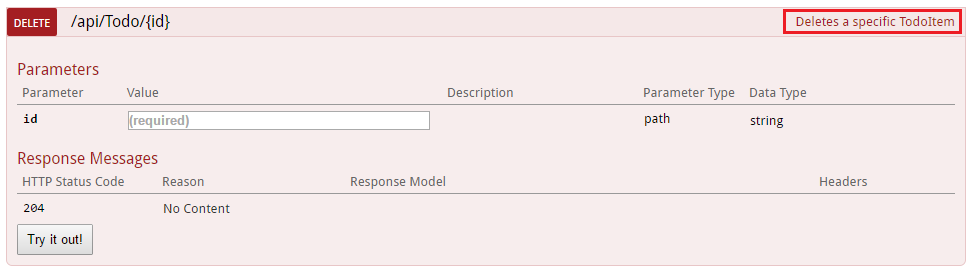 DELETE /api/Todo/{id} Deletes a specific TodoItem
Parameters
Parameter Value Description Parameter Type Data Type
id (required) path string
Response Messages
HTTP Status Code Reason Response Model Headers
204 No Content
Try it out!